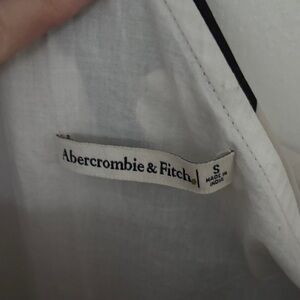 Abercrombie & Fitch
S
MADE IN
INDIA